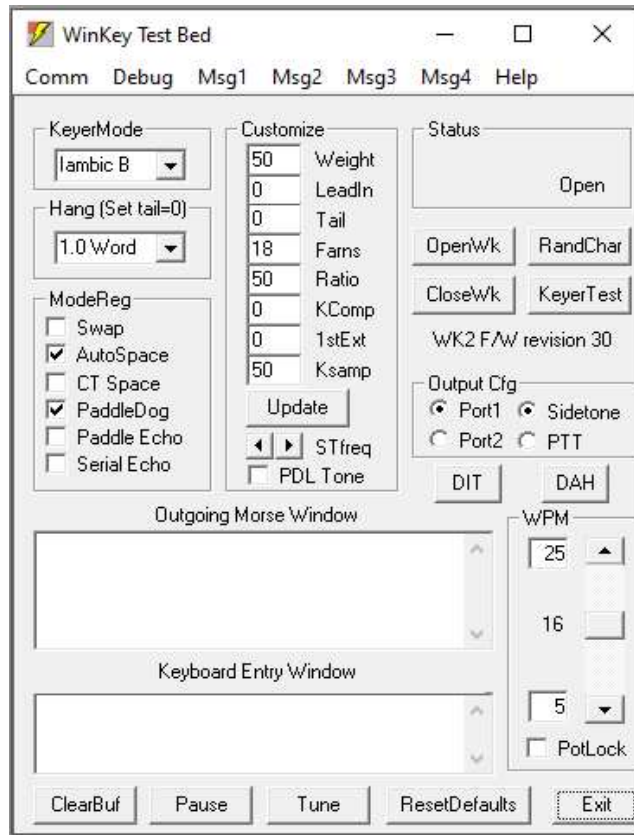 WinKey Test Bed
Comm Debug Msg1 Msg2 Msg3 Msg4 Help
KeyerMode
Iambic B
Hang (Set tail=0)
1.0 Word
ModeReg
Swap
AutoSpace
CT Space
PaddleDog
Paddle Echo
Serial Echo
Customize
50 Weight
0 LeadIn
0 Tail
18 Farns
50 Ratio
0 KComp
0 1stExt
50 Ksamp
Update
STfreq
PDL Tone
Status
Open
OpenWk RandChar
CloseWk KeyerTest
WK2 F/W revision 30
Output Cfg
Port1 Sidetone
Port2 PTT
DIT DAH
Outgoing Morse Window
Keyboard Entry Window
WPM
25
16
5
PotLock
ClearBuf Pause Tune ResetDefaults Exit